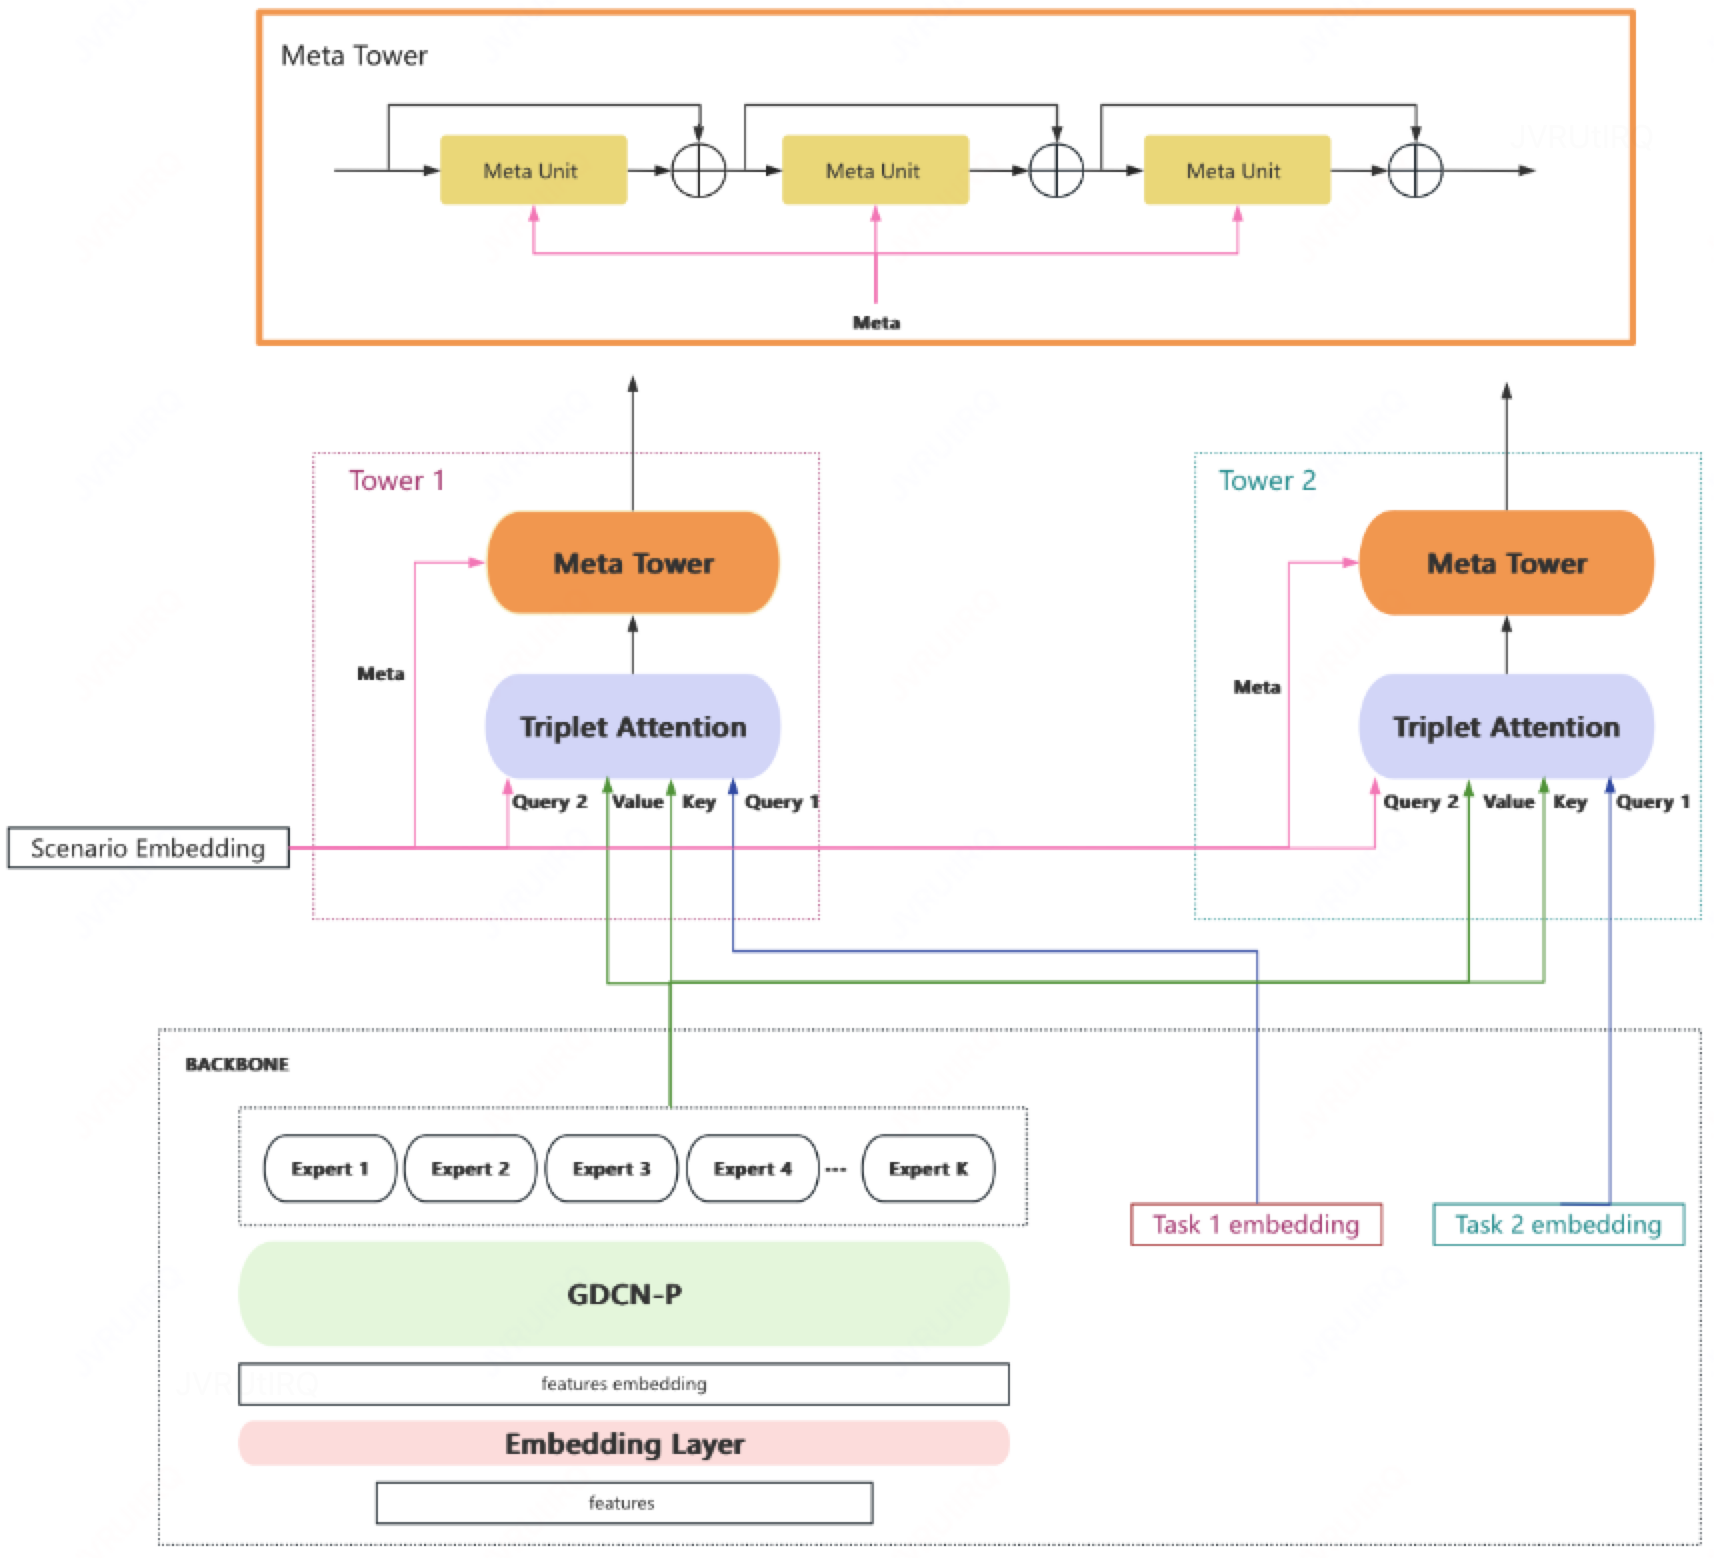 Meta Tower
Meta Unit
Meta Unit
Meta Unit
Meta
Tower 1
Tower 2
Meta Tower
Meta Tower
Meta
Meta
Triplet Attention
Triplet Attention
Query 2
Value
Key
Query 1
Query 2
Value
Key
Query 1
Scenario Embedding
BACKBONE
Expert 1
Expert 2
Expert 3
Expert 4
---
Expert K
Task 1 embedding
Task 2 embedding
GDCN-P
features embedding
Embedding Layer
features